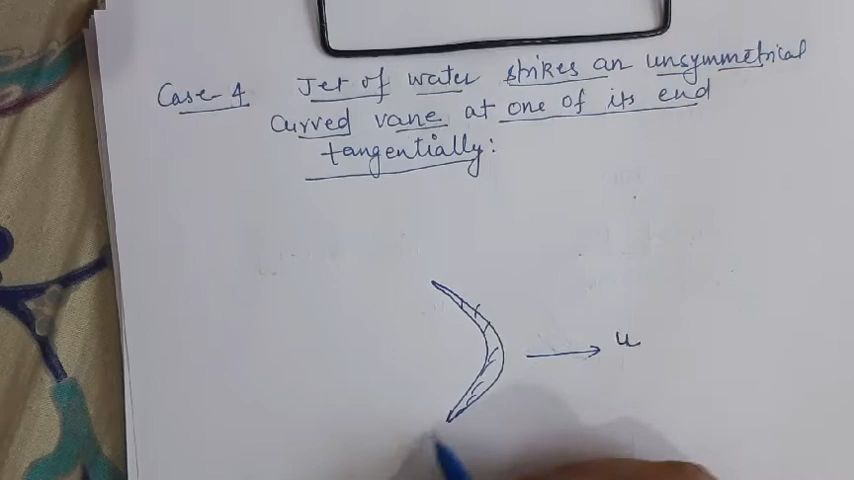 Case-4 Jet of water strikes an unsymmetrical
curved vane at one of its end
tangentially:
u